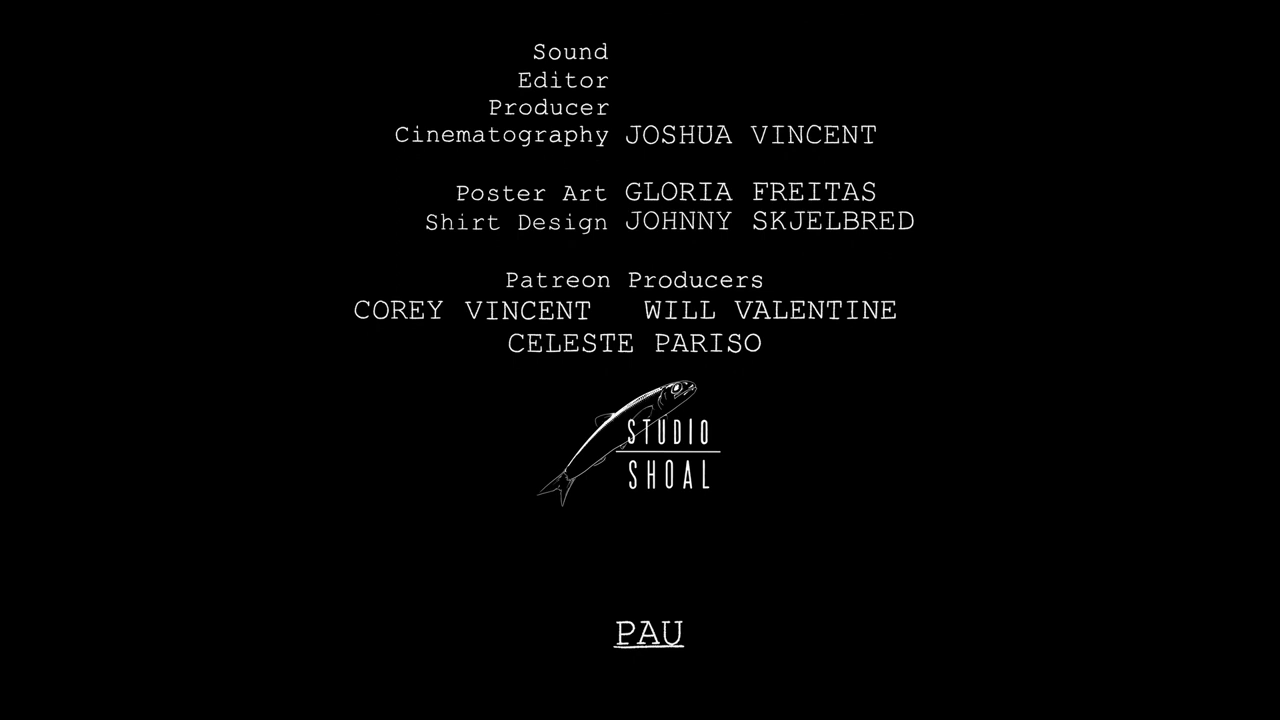 Sound
Editor
Producer
Cinematography JOSHUA VINCENT
Poster Art GLORIA FREITAS
Shirt Design JOHNNY SKJELBRED
Patreon Producers
COREY VINCENT WILL VALENTINE
CELESTE PARISO
STUDIO
SHOAL
PAU